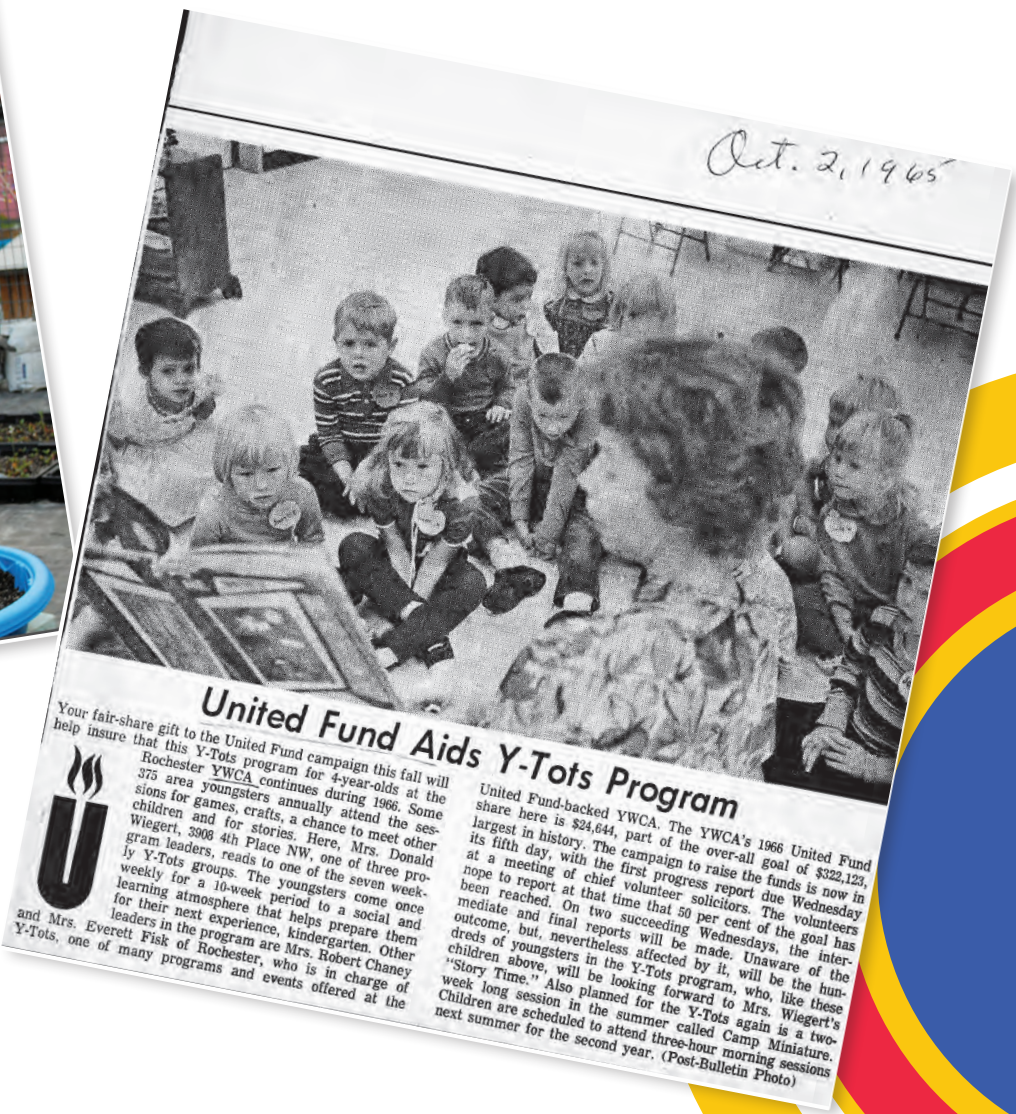 Oct. 2, 1965
United Fund Aids Y-Tots Program
Your fair-share gift to the United Fund campaign this fall will
help insure that this Y-Tots program for 4-year-olds at the
Rochester YWCA continues during 1966. Some
375 area youngsters annually attend the ses-
sions for games, crafts, a chance to meet other
children and for stories. Here, Mrs. Donald
Wiegert, 3908 4th Place NW, one of three pro-
gram leaders, reads to one of the seven week-
ly Y-Tots groups. The youngsters come once
weekly for a 10-week period to a social and
learning atmosphere that helps prepare them
for their next experience, kindergarten. Other
leaders in the program are Mrs. Robert Chaney
and Mrs. Everett Fisk of Rochester, who is in charge of
Y-Tots, one of many programs and events offered at the
United Fund-backed YWCA. The YWCA's 1966 United Fund
share here is $24,644, part of the over-all goal of $322,123,
largest in history. The campaign to raise the funds is now in
its fifth day, with the first progress report due Wednesday
at a meeting of chief volunteer solicitors. The volunteers
hope to report at that time that 50 per cent of the goal has
been reached. On two succeeding Wednesdays, the inter-
mediate and final reports will be made. Unaware of the
outcome, but, nevertheless affected by it, will be the hun-
dreds of youngsters in the Y-Tots program, who, like these
children above, will be looking forward to Mrs. Wiegert's
"Story Time." Also planned for the Y-Tots again is a two-
week long session in the summer called Camp Miniature.
Children are scheduled to attend three-hour morning sessions
next summer for the second year. (Post-Bulletin Photo)